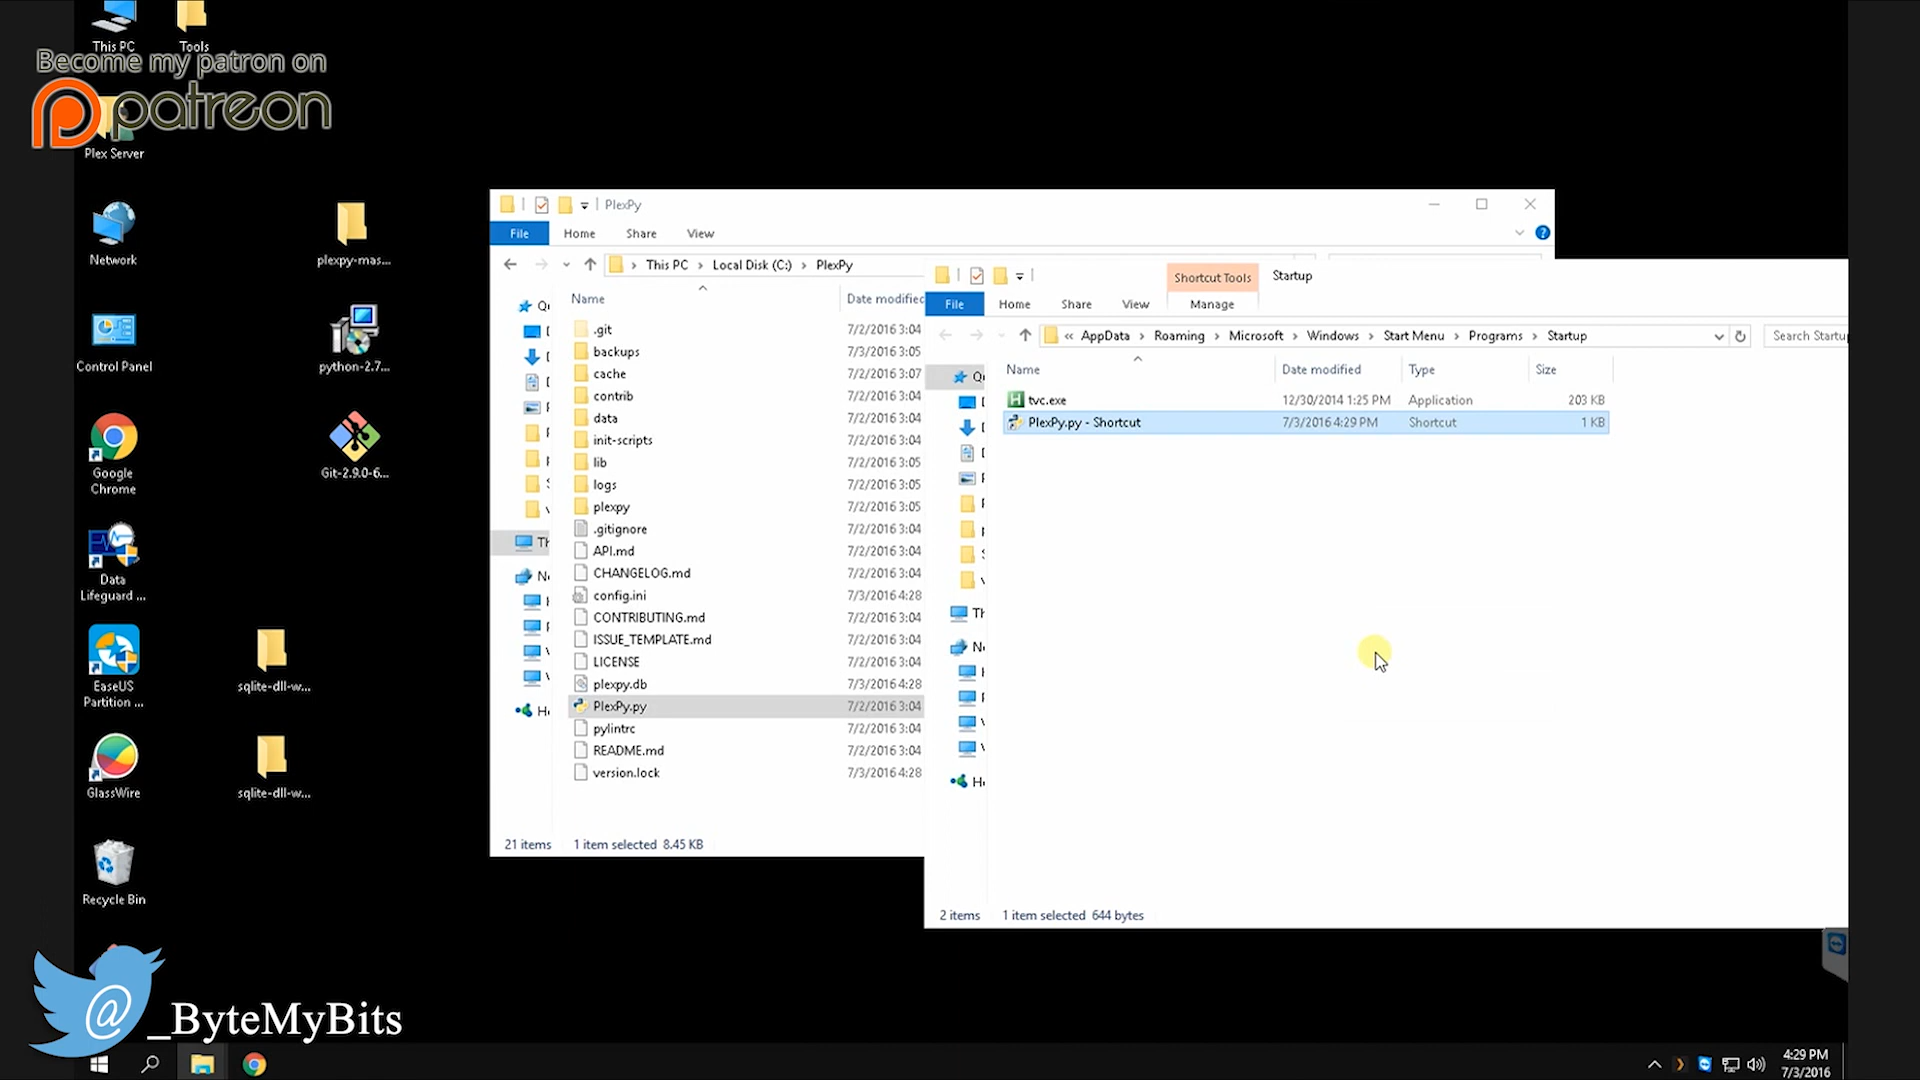 This PC
Tools
Become my patron on
patreon
Plex Server
Network
plexpy-mas...
Control Panel
python-2.7...
Google
Chrome
Git-2.9.0-6...
Data
Lifeguard ...
EaseUS
Partition ...
sqlite-dll-w...
GlassWire
sqlite-dll-w...
Recycle Bin
@_ByteMyBits
PlexPy
File Home Share View
This PC > Local Disk (C:) > PlexPy
Name Date modified
.git 7/2/2016 3:04
backups 7/3/2016 3:05
cache 7/2/2016 3:07
contrib 7/2/2016 3:04
data 7/2/2016 3:04
init-scripts 7/2/2016 3:04
lib 7/2/2016 3:05
logs 7/2/2016 3:05
plexpy 7/2/2016 3:05
.gitignore 7/2/2016 3:04
API.md 7/2/2016 3:04
CHANGELOG.md 7/2/2016 3:04
config.ini 7/3/2016 4:28
CONTRIBUTING.md 7/2/2016 3:04
ISSUE_TEMPLATE.md 7/2/2016 3:04
LICENSE 7/2/2016 3:04
plexpy.db 7/3/2016 4:28
PlexPy.py 7/2/2016 3:04
pylintrc 7/2/2016 3:04
README.md 7/2/2016 3:04
version.lock 7/3/2016 4:28
21 items 1 item selected 8.45 KB
Shortcut Tools Startup
File Home Share View Manage
« AppData > Roaming > Microsoft > Windows > Start Menu > Programs > Startup
Search Startu
Name Date modified Type Size
tvc.exe 12/30/2014 1:25 PM Application 203 KB
PlexPy.py - Shortcut 7/3/2016 4:29 PM Shortcut 1 KB
2 items 1 item selected 644 bytes
4:29 PM
7/3/2016